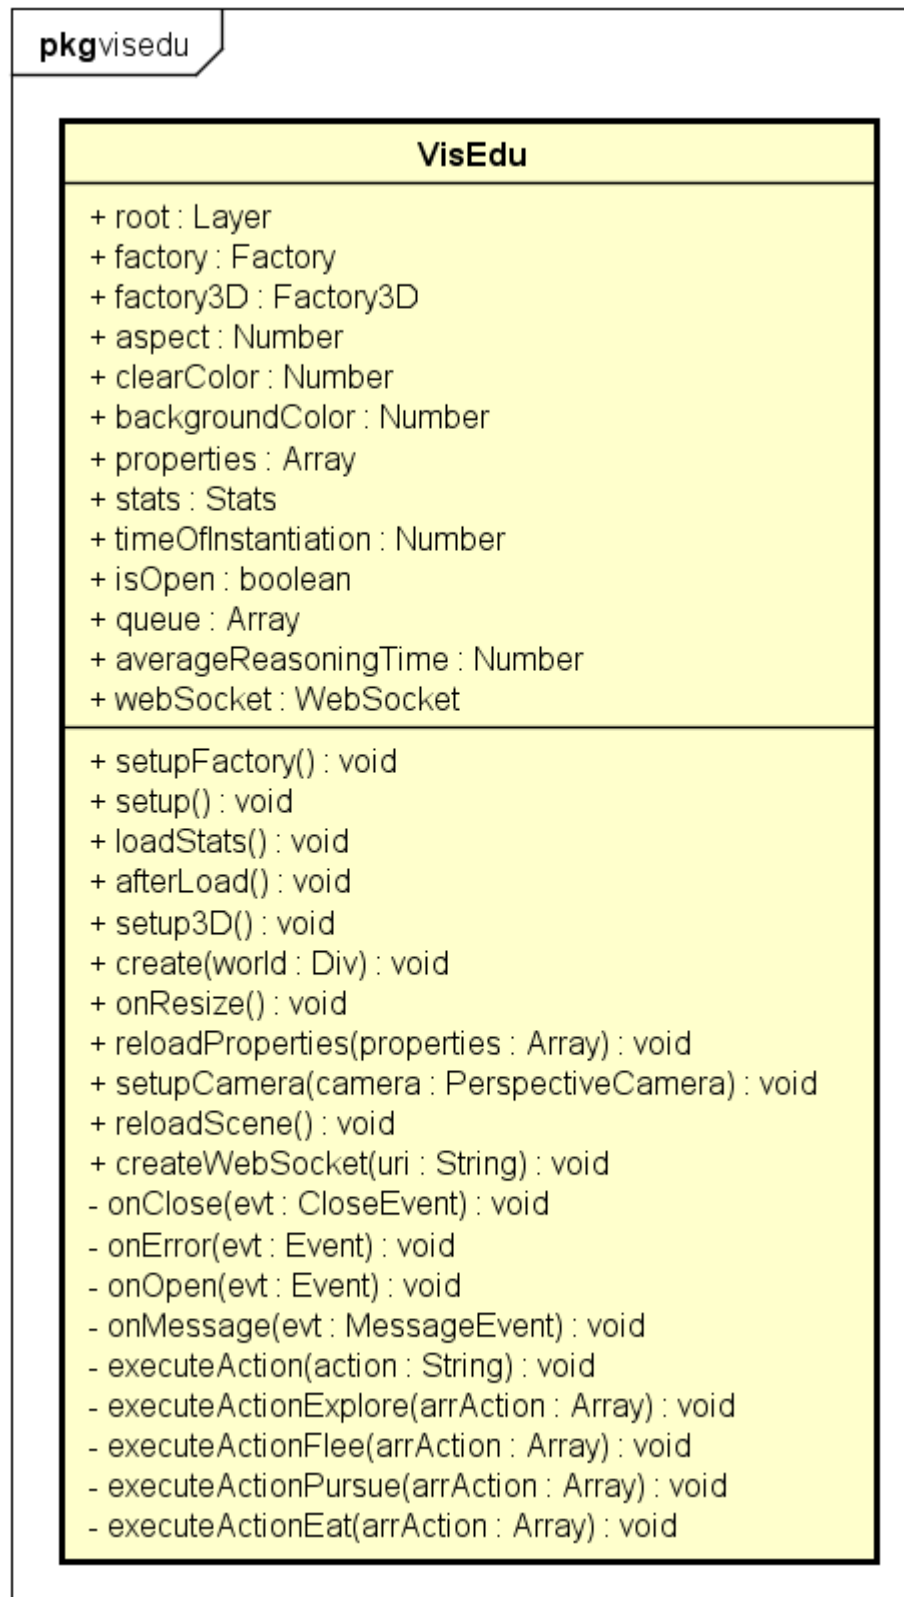 pkgvisedu
VisEdu
+ root : Layer
+ factory : Factory
+ factory3D : Factory3D
+ aspect : Number
+ clearColor : Number
+ backgroundColor : Number
+ properties : Array
+ stats : Stats
+ timeOfInstantiation : Number
+ isOpen : boolean
+ queue : Array
+ averageReasoningTime : Number
+ webSocket : WebSocket
+ setupFactory() : void
+ setup() : void
+ loadStats() : void
+ afterLoad() : void
+ setup3D() : void
+ create(world : Div) : void
+ onResize() : void
+ reloadProperties(properties : Array) : void
+ setupCamera(camera : PerspectiveCamera) : void
+ reloadScene() : void
+ createWebSocket(uri : String) : void
- onClose(evt : CloseEvent) : void
- onError(evt : Event) : void
- onOpen(evt : Event) : void
- onMessage(evt : MessageEvent) : void
- executeAction(action : String) : void
- executeActionExplore(arrAction : Array) : void
- executeActionFlee(arrAction : Array) : void
- executeActionPursue(arrAction : Array) : void
- executeActionEat(arrAction : Array) : void